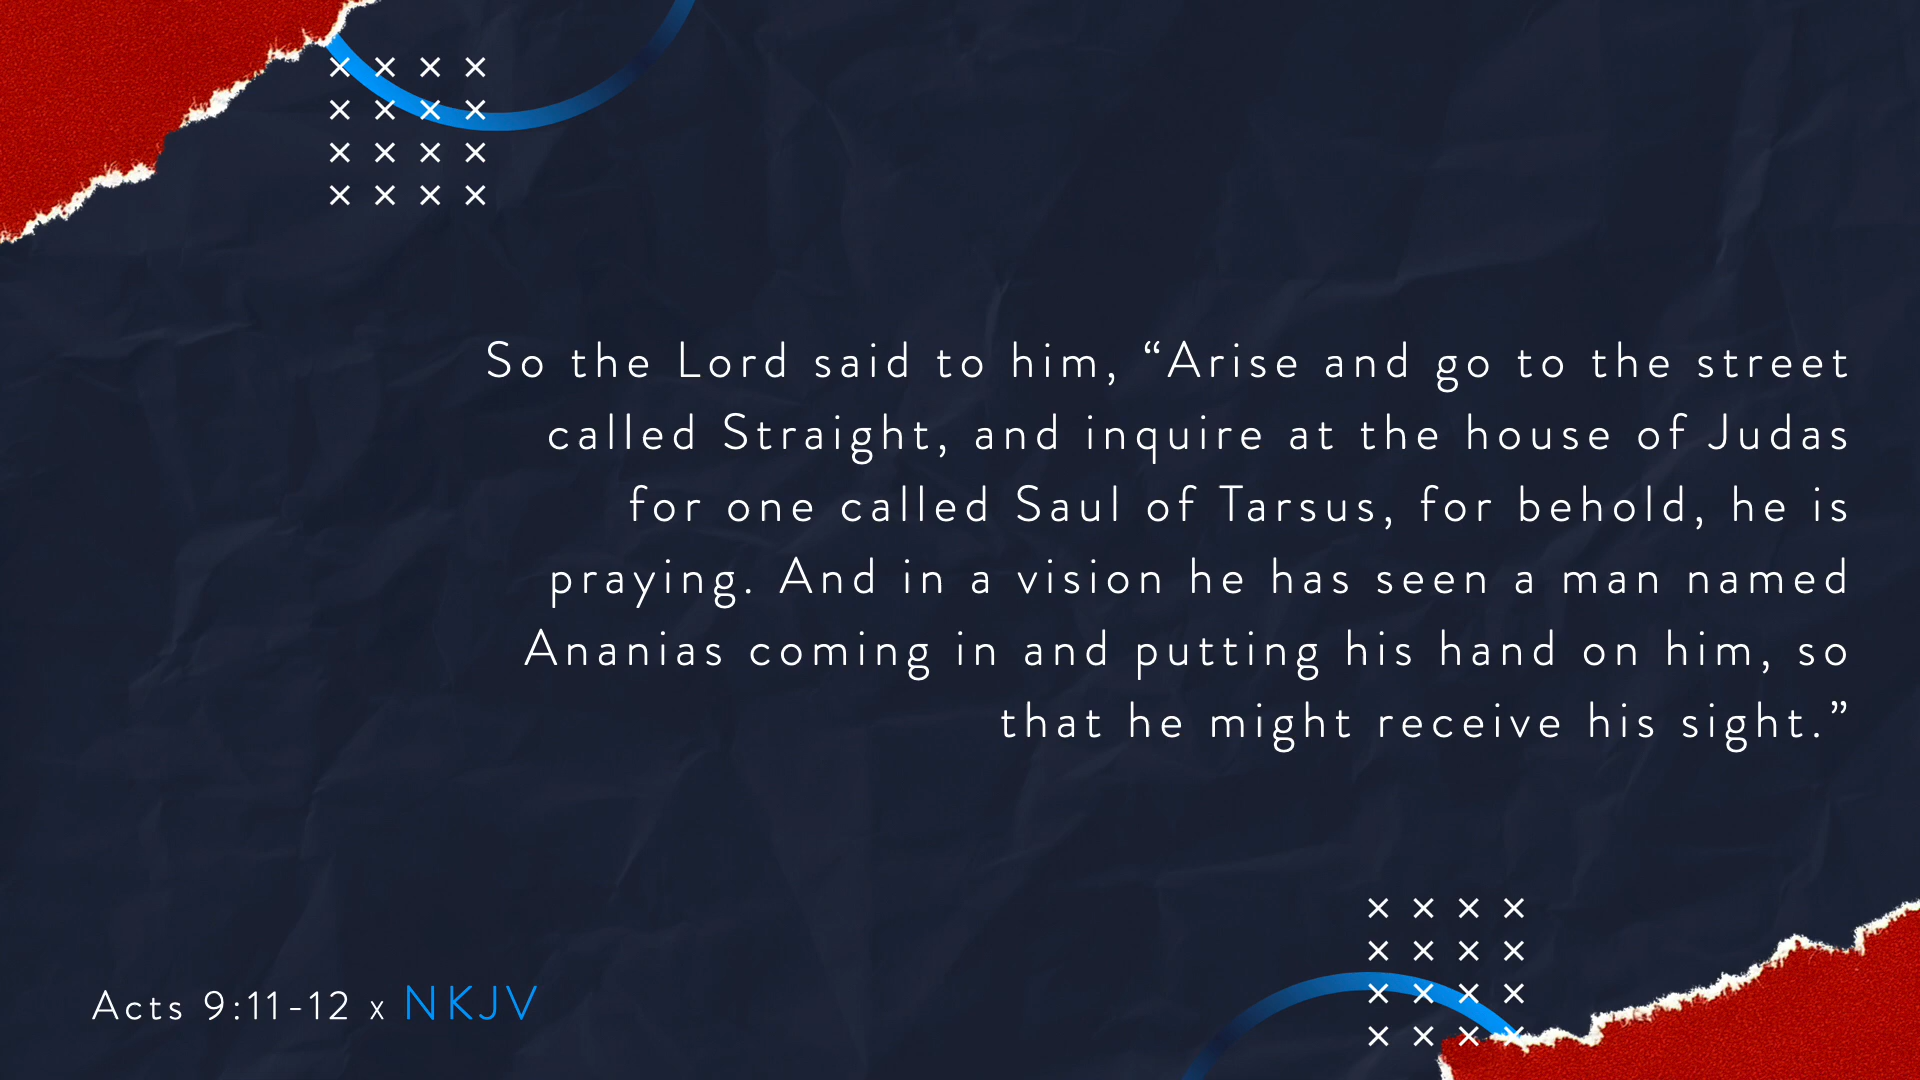 So the Lord said to him, “Arise and go to the street
called Straight, and inquire at the house of Judas
for one called Saul of Tarsus, for behold, he is
praying. And in a vision he has seen a man named
Ananias coming in and putting his hand on him, so
that he might receive his sight.”
Acts 9:11-12 x NKJV